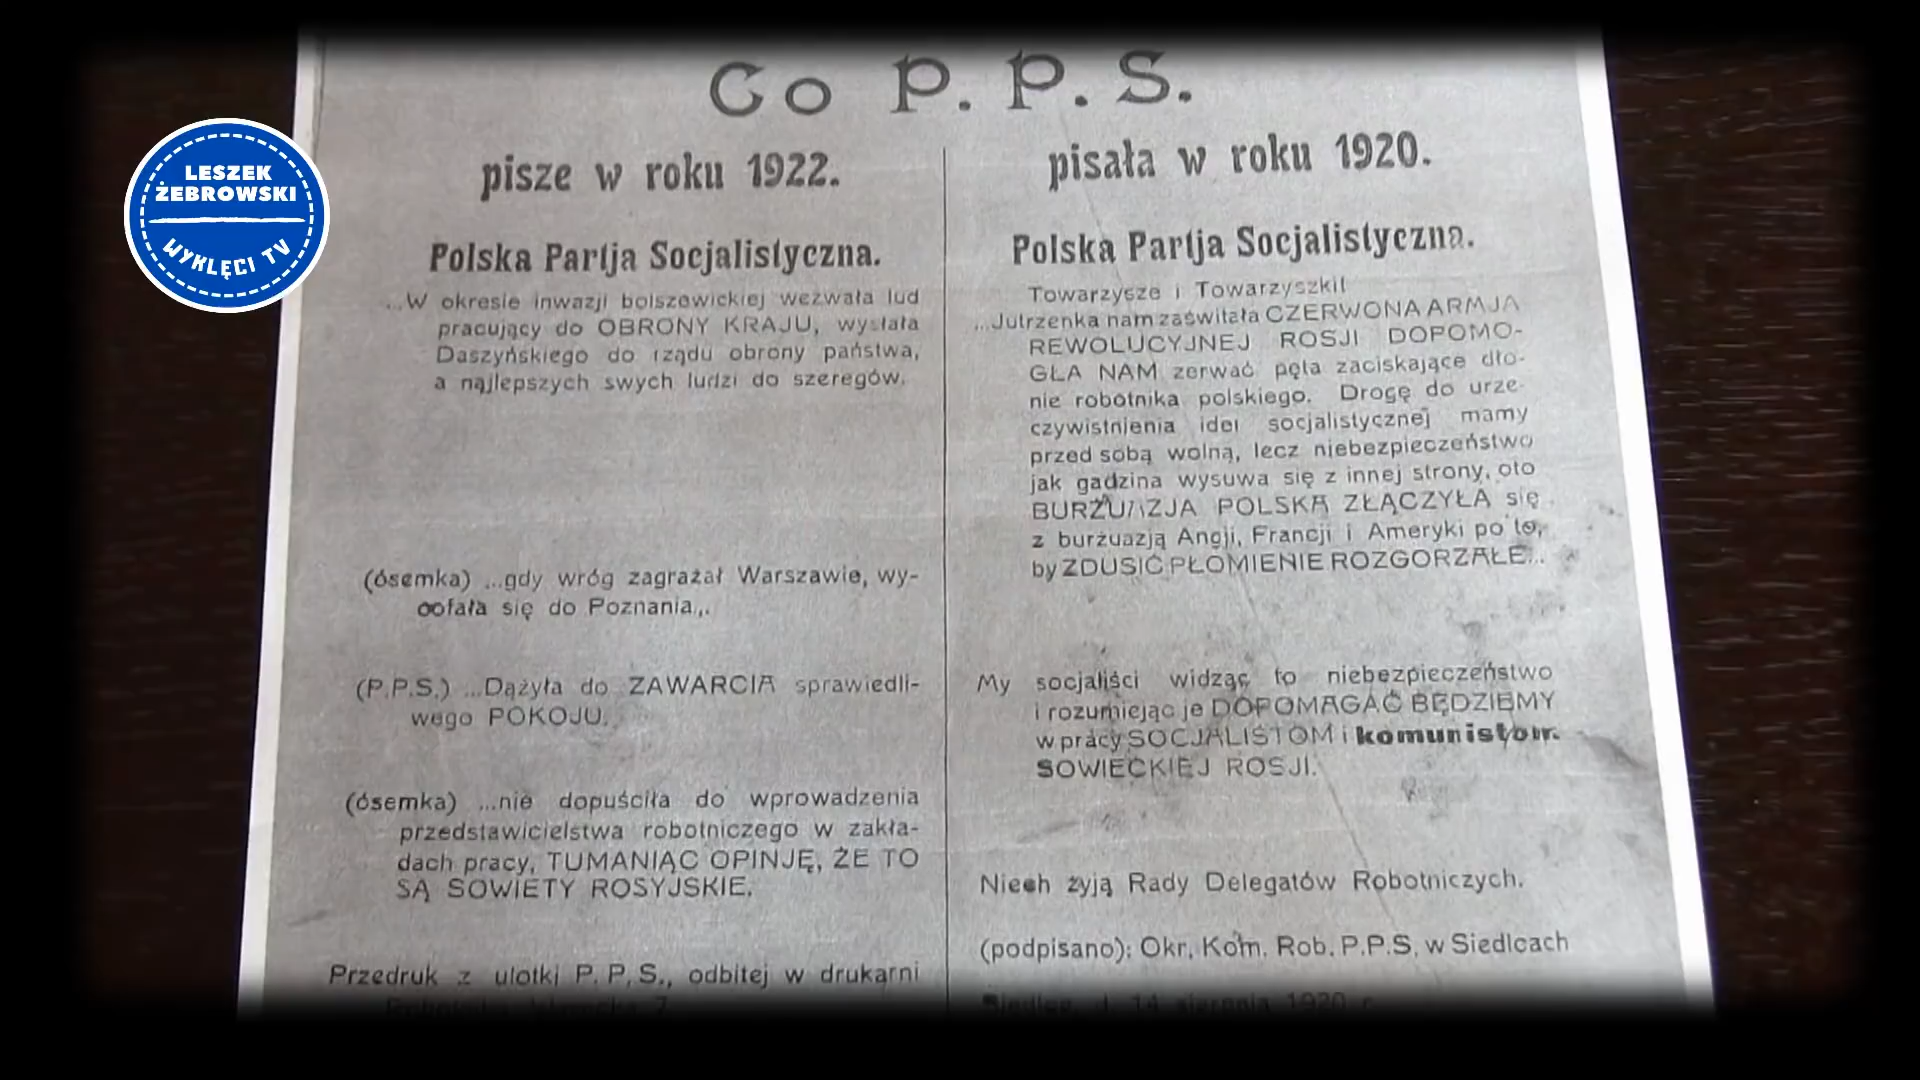 Co P. P. S.
LESZEK
ŻEBROWSKI
WYKLĘCI TV
pisze w roku 1922.
Polska Partja Socjalistyczna.
...W okresie inwazji bolszewickiej wezwała lud
pracujący do OBRONY KRAJU, wysłała
Daszyńskiego do rządu obrony państwa,
a najlepszych swych ludzi do szeregów.
(ósemka) ...gdy wróg zagrażał Warszawie, wy-
cofała się do Poznania...
(P.P.S.) ...Dążyła do ZAWARCIA sprawiedli-
wego POKOJU.
(ósemka) ...nie dopuściła do wprowadzenia
przedstawicielstwa robotniczego w zakła-
dach pracy, TUMANIĄC OPINJĘ, ŻE TO
SĄ SOWIETY ROSYJSKIE.
Przedruk z ulotki P. P. S., odbitej w drukarni
pisała w roku 1920.
Polska Partja Socjalistyczna.
Towarzysze i Towarzyszki!
...Jutrzenka nam zaświtała CZERWONA ARMJA
REWOLUCYJNEJ ROSJI DOPOMO-
GŁA NAM zerwać pęta zaciskające dło-
nie robotnika polskiego. Drogę do urze-
czywistnienia idei socjalistycznej mamy
przed sobą wolną, lecz niebezpieczeństwo
jak gadzina wysuwa się z innej strony, oto
BURŻUAZJA POLSKA ZŁĄCZYŁA się
z burżuazją Anglji, Francji i Ameryki po to,
by ZDUSIĆ PŁOMIENIE ROZGORZAŁE...
My socjaliści widząc to niebezpieczeństwo
i rozumiejąc je DOPOMAGAĆ BĘDZIEMY
w pracy SOCJALISTOM i komunistom
SOWIECKIEJ ROSJI.
Niech żyją Rady Delegatów Robotniczych.
(podpisano): Okr. Kom. Rob. P.P.S. w Siedlcach
Siedlce, d. 14 sierpnia 1920 r.